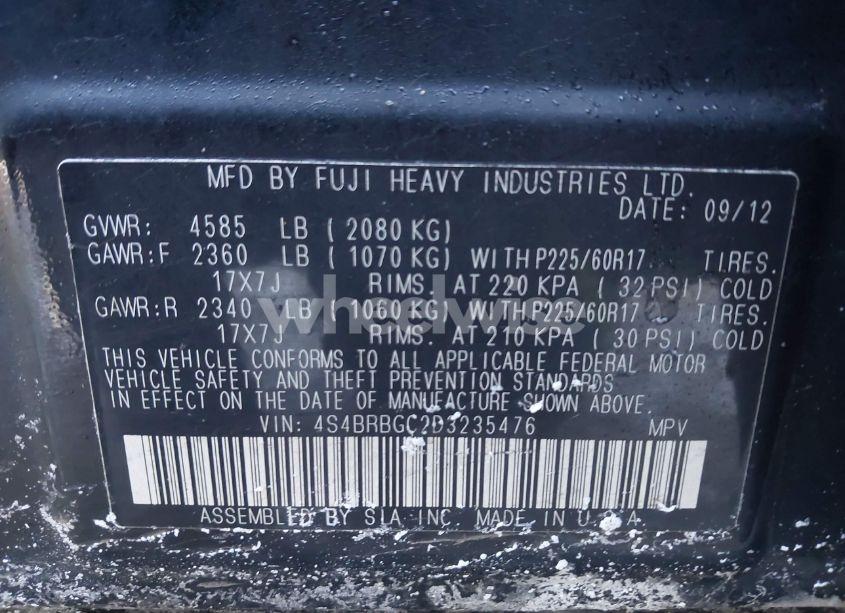 MFD BY FUJI HEAVY INDUSTRIES LTD.
DATE: 09/12
GVWR: 4585 LB ( 2080 KG)
GAWR:F 2360 LB ( 1070 KG) WITH P225/60R17 TIRES.
17X7J RIMS. AT 220 KPA ( 32 PSI) COLD
GAWR:R 2340 LB ( 1060 KG) WITH P225/60R17 TIRES.
17X7J RIMS. AT 210 KPA ( 30 PSI) COLD
wheelwise
THIS VEHICLE CONFORMS TO ALL APPLICABLE FEDERAL MOTOR
VEHICLE SAFETY AND THEFT PREVENTION STANDARDS
IN EFFECT ON THE DATE OF MANUFACTURE SHOWN ABOVE.
VIN: 4S4BRBGC2D3235476 MPV
ASSEMBLED BY SIA INC. MADE IN U.S.A.